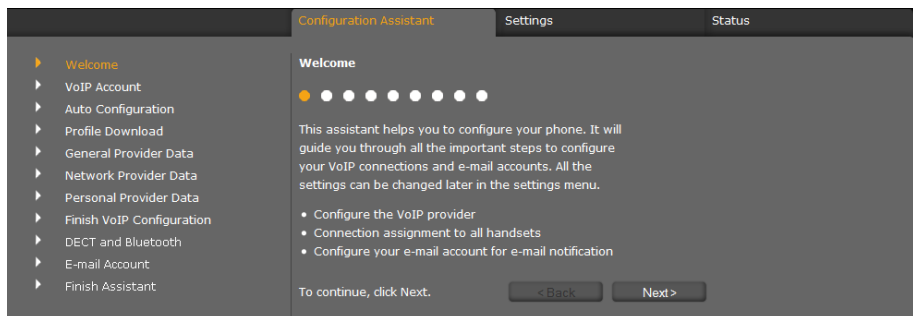 Configuration Assistant
Settings
Status
Welcome
VoIP Account
Auto Configuration
Profile Download
General Provider Data
Network Provider Data
Personal Provider Data
Finish VoIP Configuration
DECT and Bluetooth
E-mail Account
Finish Assistant
Welcome
This assistant helps you to configure your phone. It will
guide you through all the important steps to configure
your VoIP connections and e-mail accounts. All the
settings can be changed later in the settings menu.
• Configure the VoIP provider
• Connection assignment to all handsets
• Configure your e-mail account for e-mail notification
To continue, click Next.
< Back
Next >